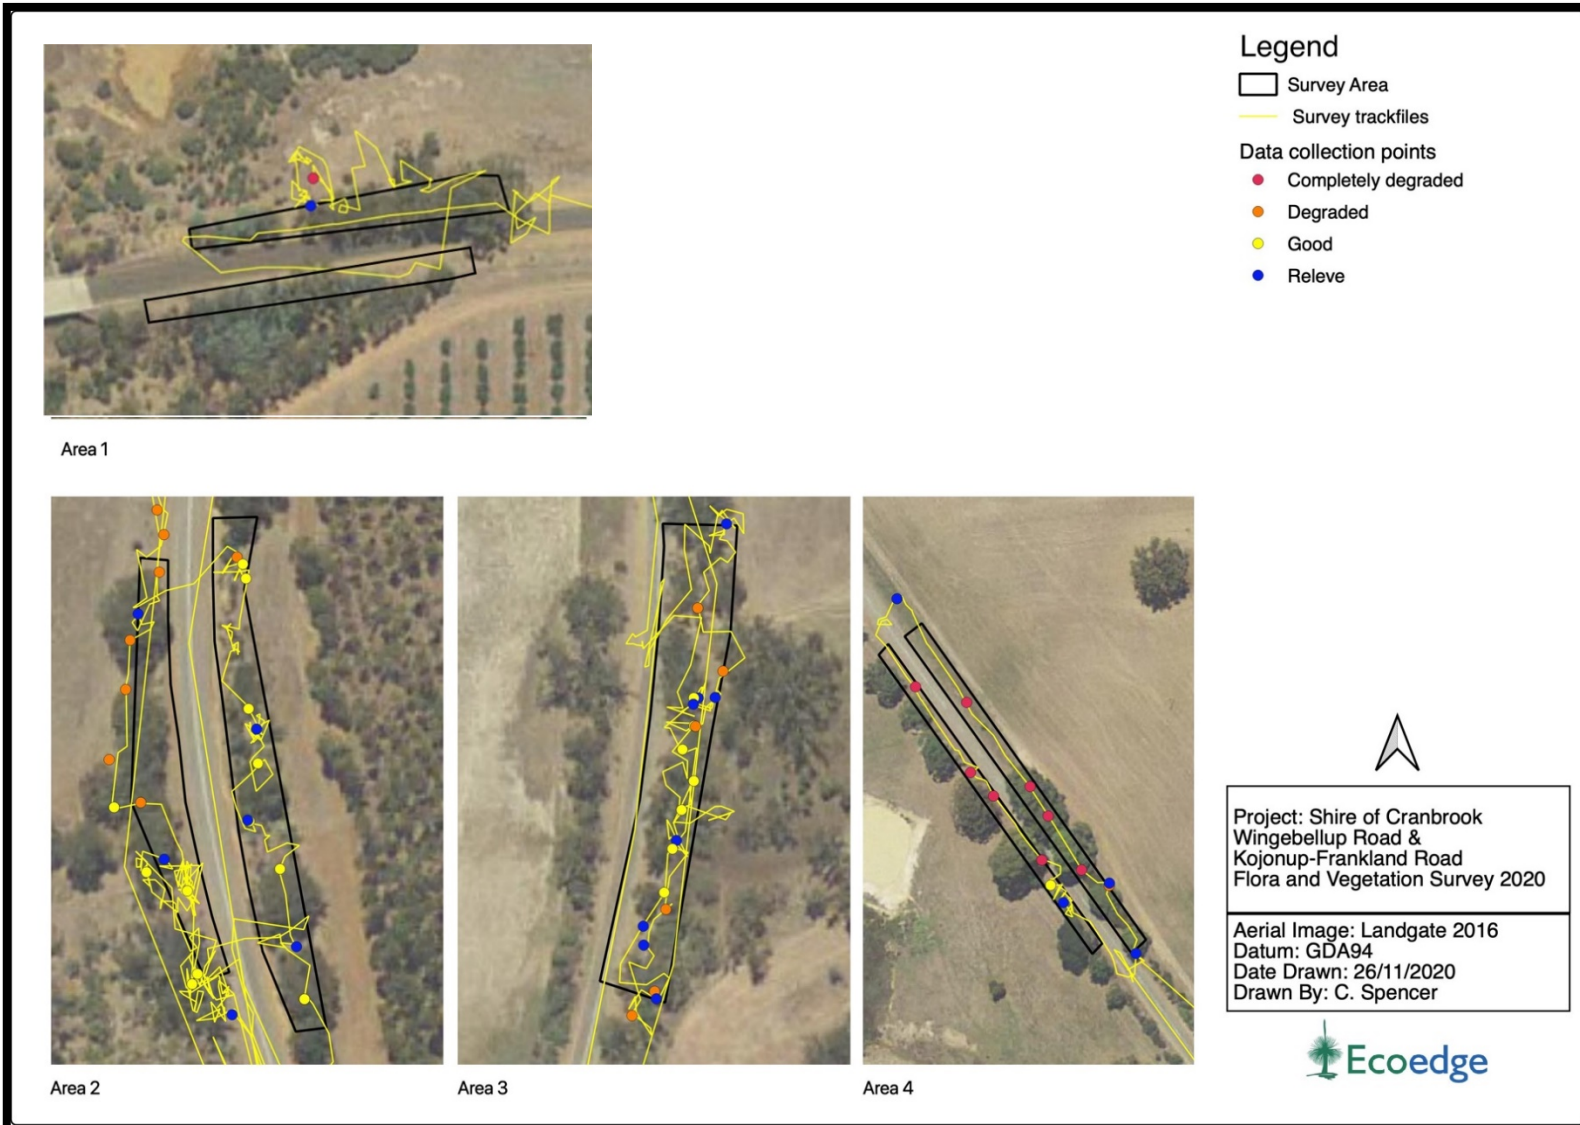 Legend
Survey Area
Survey trackfiles
Data collection points
Completely degraded
Degraded
Good
Releve
Area 1
Area 2
Area 3
Area 4
Project: Shire of Cranbrook
Wingebellup Road &
Kojonup-Frankland Road
Flora and Vegetation Survey 2020
Aerial Image: Landgate 2016
Datum: GDA94
Date Drawn: 26/11/2020
Drawn By: C. Spencer
Ecoedge